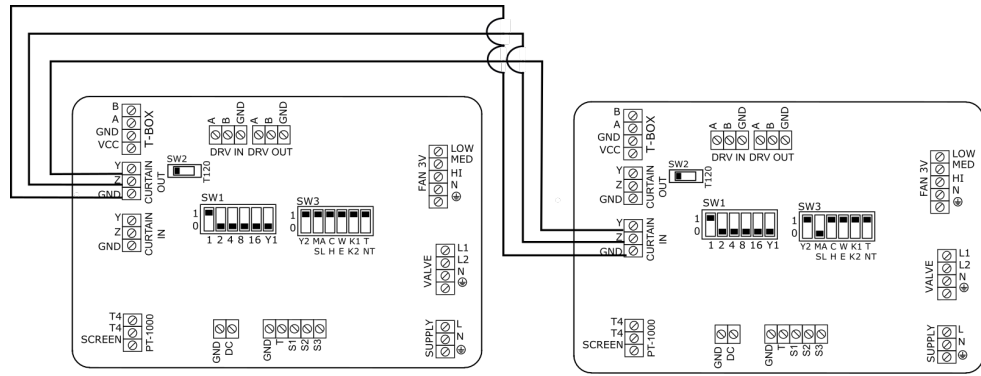 B
A
GND
VCC
T-BOX
A
B
GND
A
B
GND
DRV IN
DRV OUT
SW2
T120
Y
Z
GND
CURTAIN
OUT
Y
Z
GND
CURTAIN
IN
SW1
1
0
1 2 4 8 16 Y1
SW3
1
0
Y2 MA C W K1 T
SL H E K2 NT
FAN 3V
LOW
MED
HI
N
VALVE
L1
L2
N
T4
T4
SCREEN
PT-1000
GND
DC
GND
T
S1
S2
S3
SUPPLY
L
N
B
A
GND
VCC
T-BOX
A
B
GND
A
B
GND
DRV IN
DRV OUT
SW2
T120
Y
Z
GND
CURTAIN
OUT
Y
Z
GND
CURTAIN
IN
SW1
1
0
1 2 4 8 16 Y1
SW3
1
0
Y2 MA C W K1 T
SL H E K2 NT
FAN 3V
LOW
MED
HI
N
VALVE
L1
L2
N
T4
T4
SCREEN
PT-1000
GND
DC
GND
T
S1
S2
S3
SUPPLY
L
N